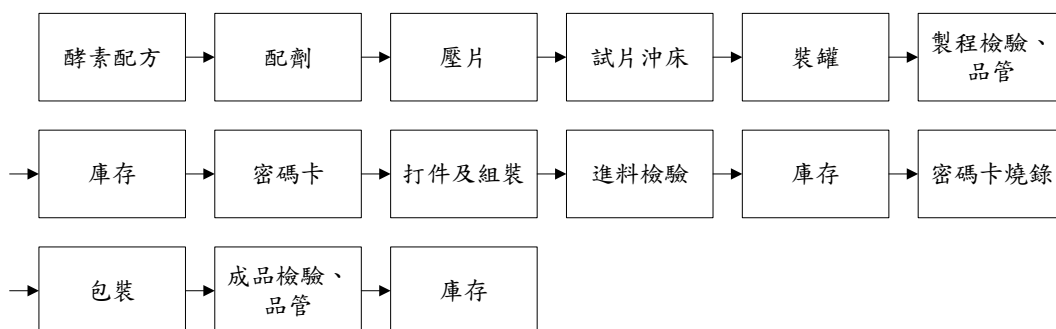 酵素配方
配劑
壓片
試片沖床
裝罐
製程檢驗、
品管
庫存
密碼卡
打件及組裝
進料檢驗
庫存
密碼卡燒錄
包裝
成品檢驗、
品管
庫存